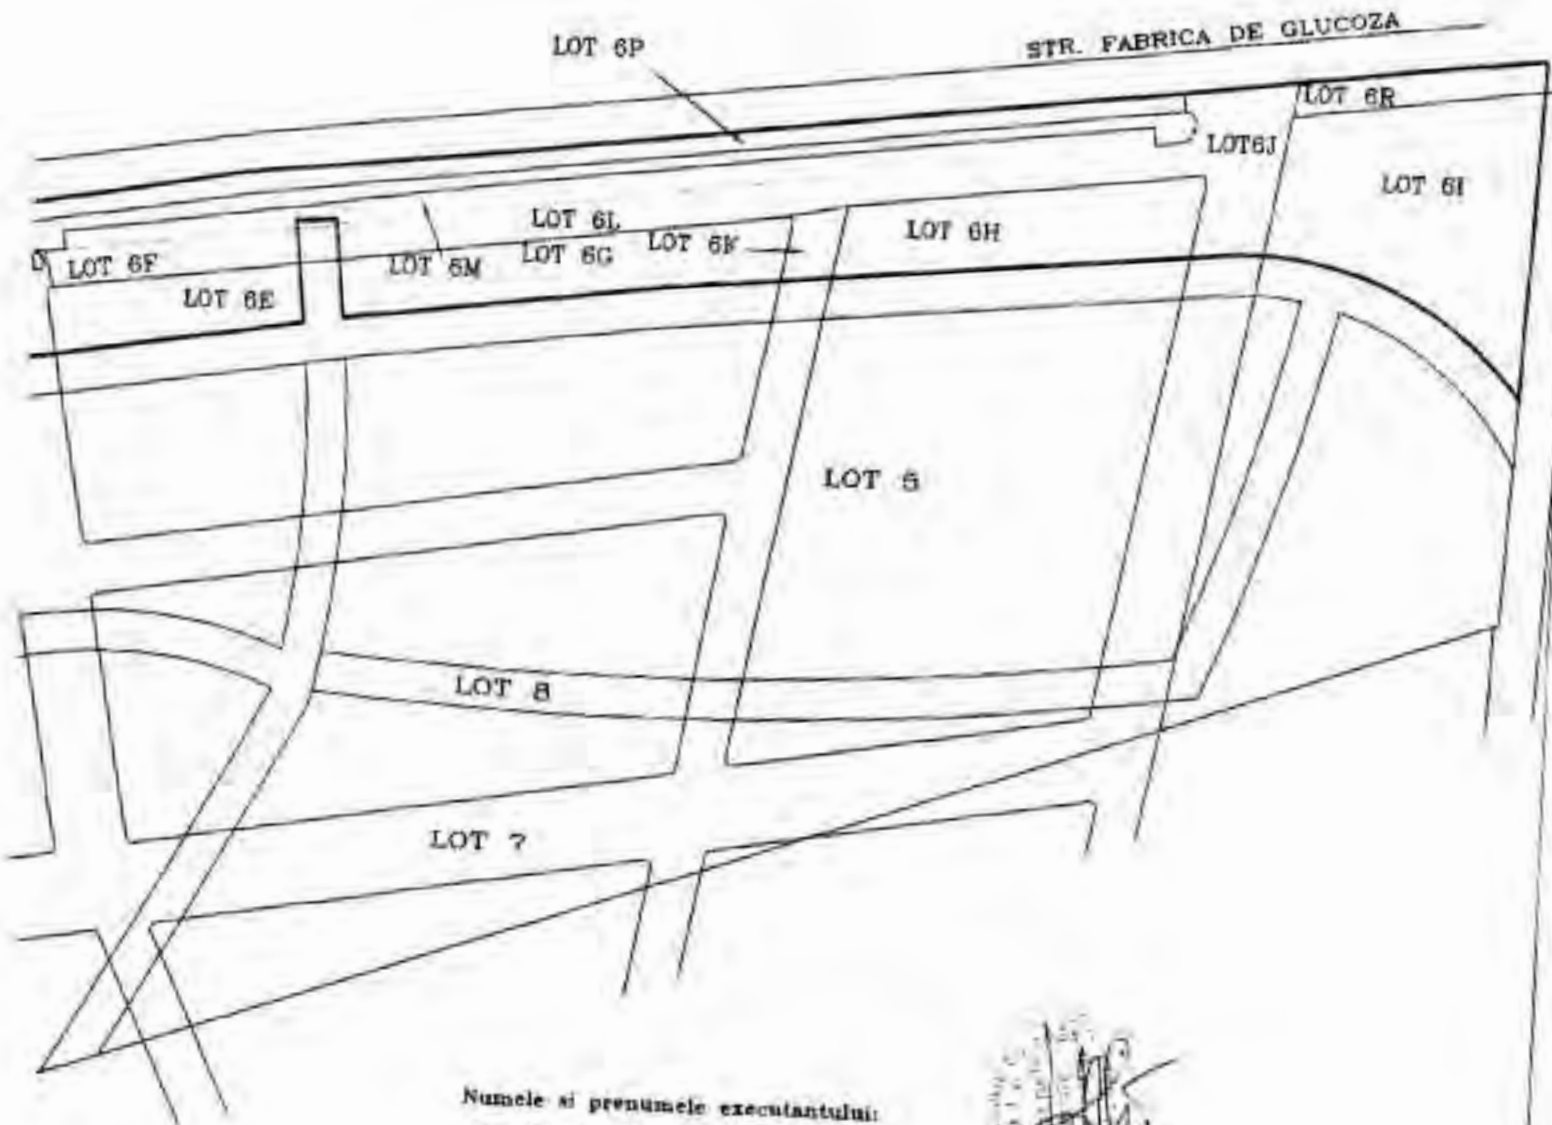 LOT 6P
STR. FABRICA DE GLUCOZA
LOT 6R
LOT6J
LOT 6I
LOT 6L
LOT 6H
LOT 6G
LOT 6K
LOT 6M
LOT 6F
LOT 6E
LOT 5
LOT 8
LOT 7
Numele si prenumele executantului: